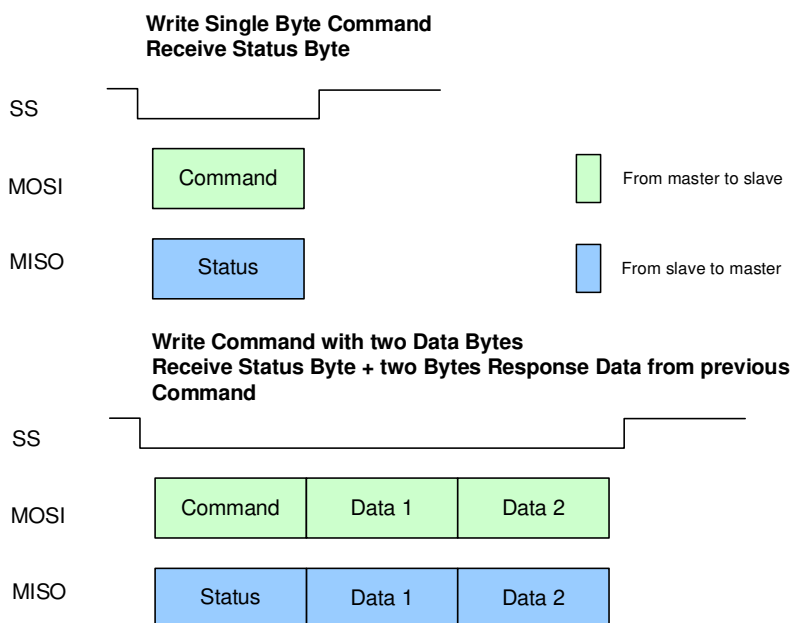 Write Single Byte Command
Receive Status Byte
SS
MOSI
Command
From master to slave
MISO
Status
From slave to master
Write Command with two Data Bytes
Receive Status Byte + two Bytes Response Data from previous
Command
SS
MOSI
Command
Data 1
Data 2
MISO
Status
Data 1
Data 2